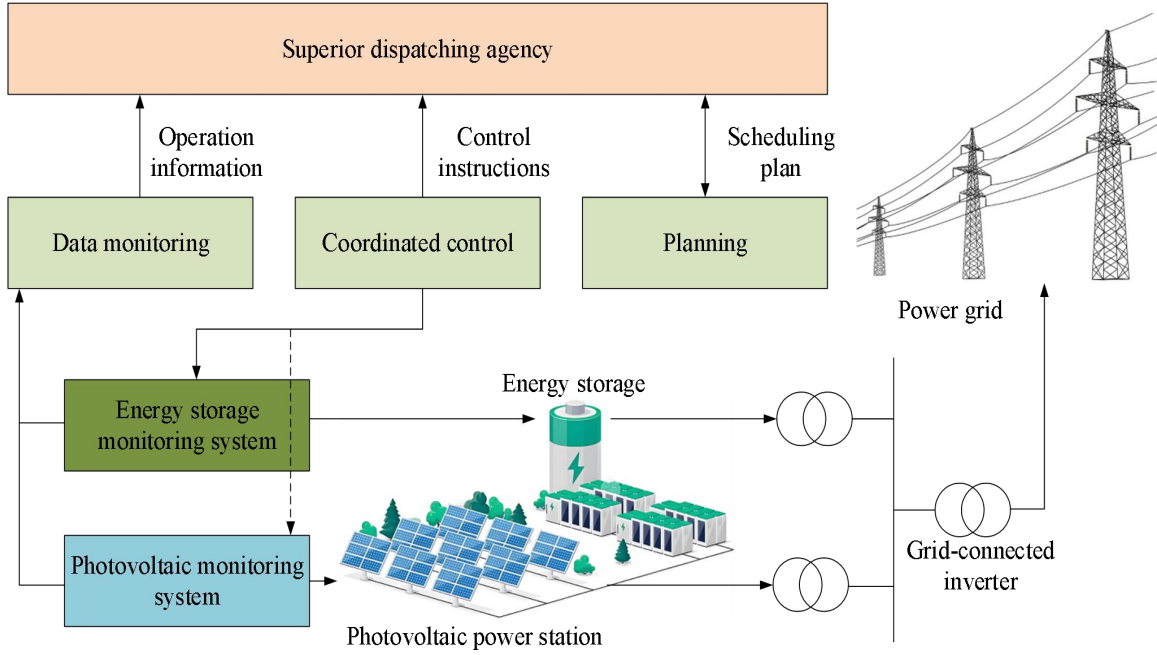 Superior dispatching agency
Operation
information
Control
instructions
Scheduling
plan
Data monitoring
Coordinated control
Planning
Power grid
Energy storage
monitoring system
Energy storage
Photovoltaic monitoring
system
Grid-connected
inverter
Photovoltaic power station